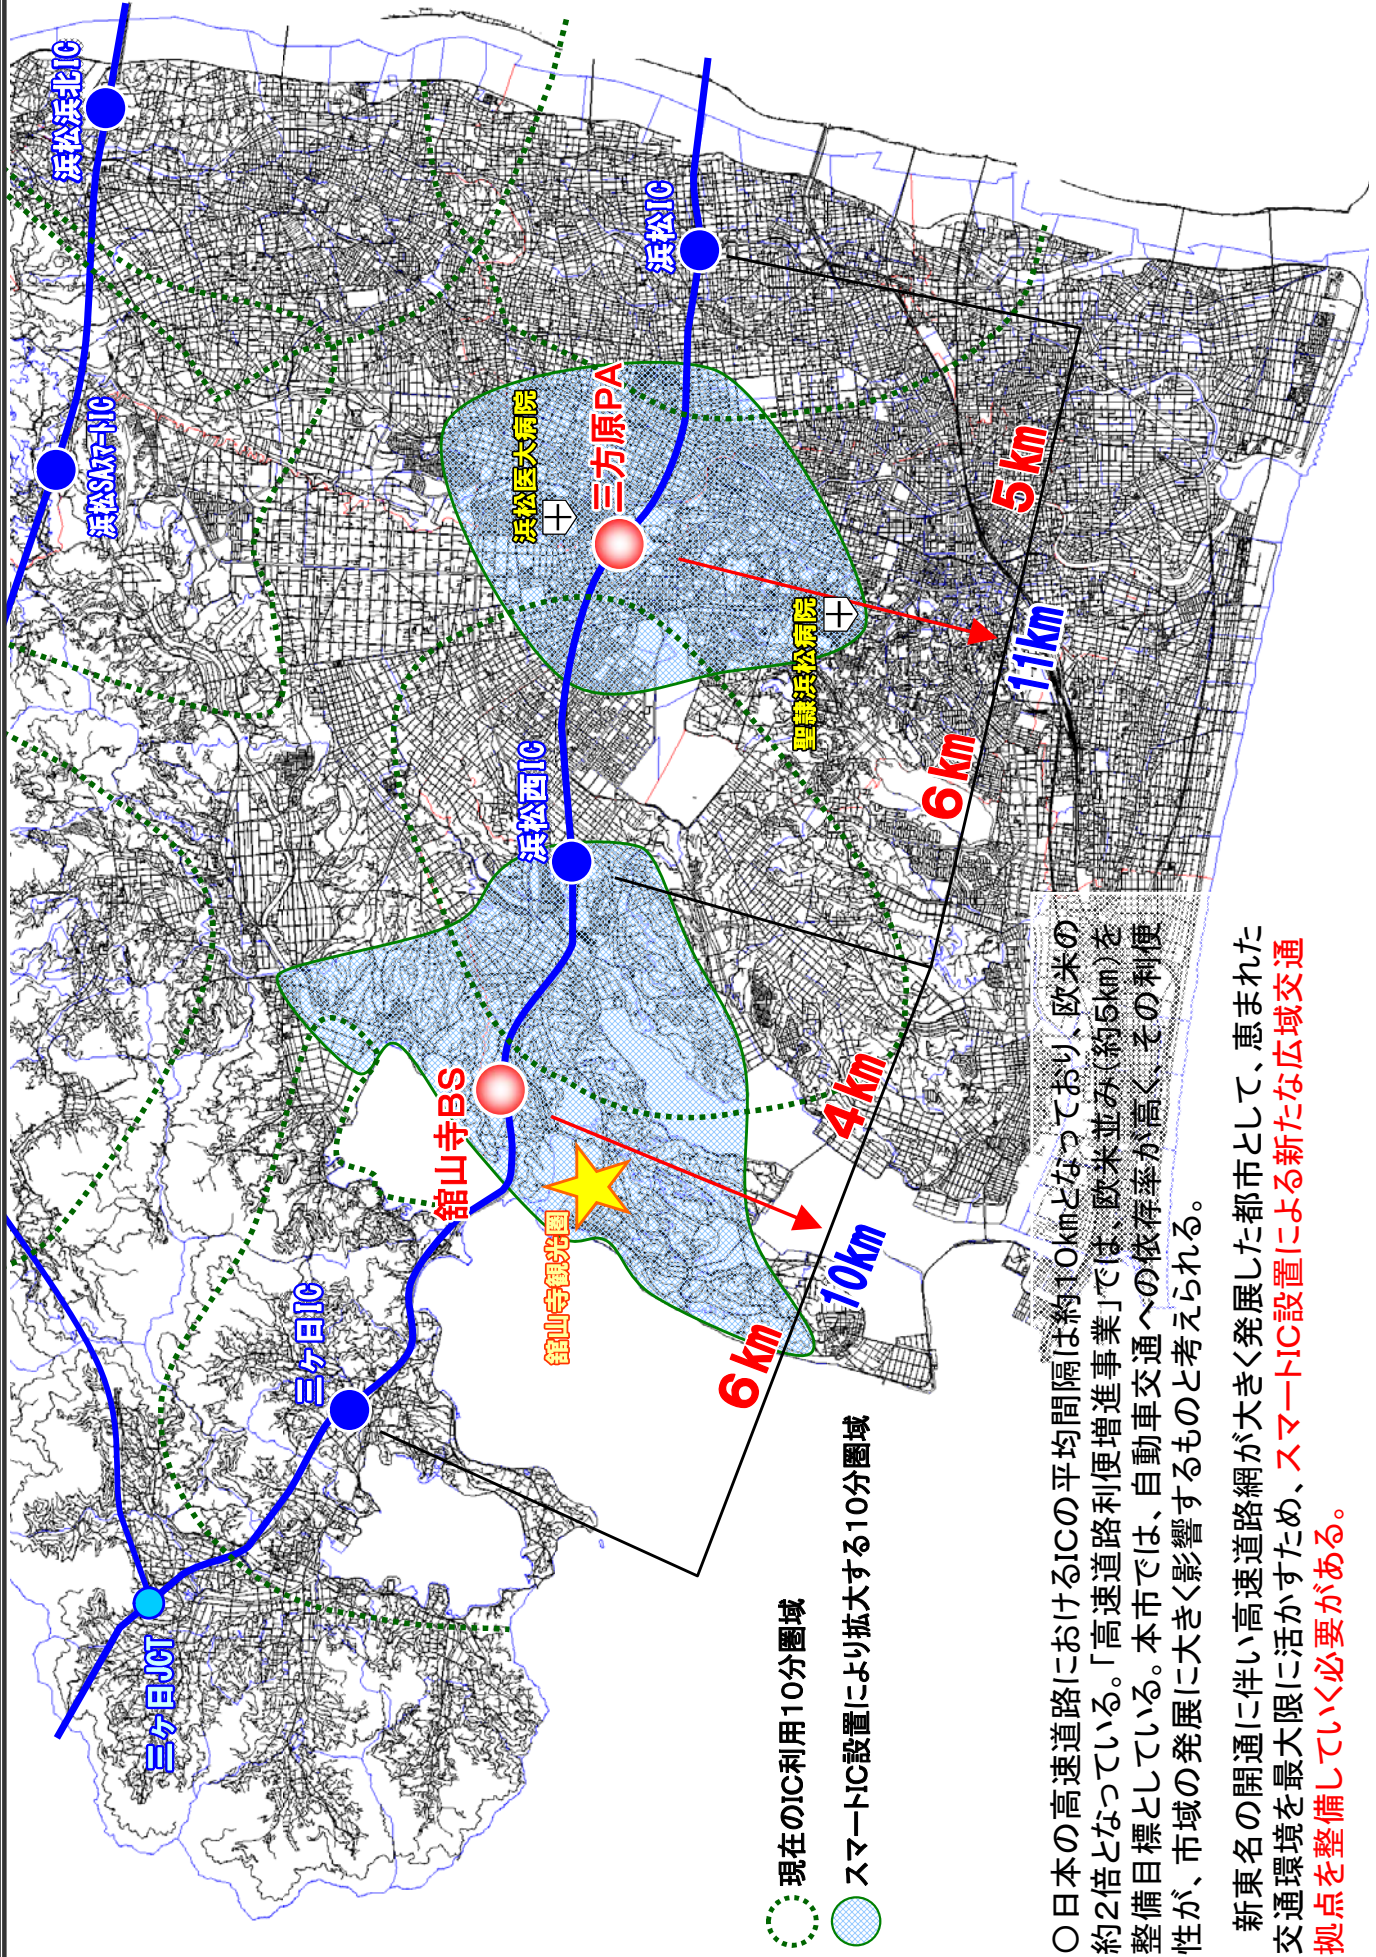 浜松浜北IC
浜松SAスマートIC
浜松IC
浜松医大病院
三方原PA
聖隷浜松病院
浜松西IC
舘山寺BS
舘山寺観光圏
三ヶ日IC
三ヶ日JCT
5km
11km
6km
4km
10km
6km
現在のIC利用10分圏域
スマートIC設置により拡大する10分圏域
○日本の高速道路におけるICの平均間隔は約10kmとなっており、欧米の
約2倍となっている。「高速道路利便増進事業」では、欧米並み(約5km)を
整備目標としている。本市では、自動車交通への依存率が高く、その利便
性が、市域の発展に大きく影響するものと考えられる。
新東名の開通に伴い高速道路網が大きく発展した都市として、恵まれた
交通環境を最大限に活かすため、スマートIC設置による新たな広域交通
拠点を整備していく必要がある。